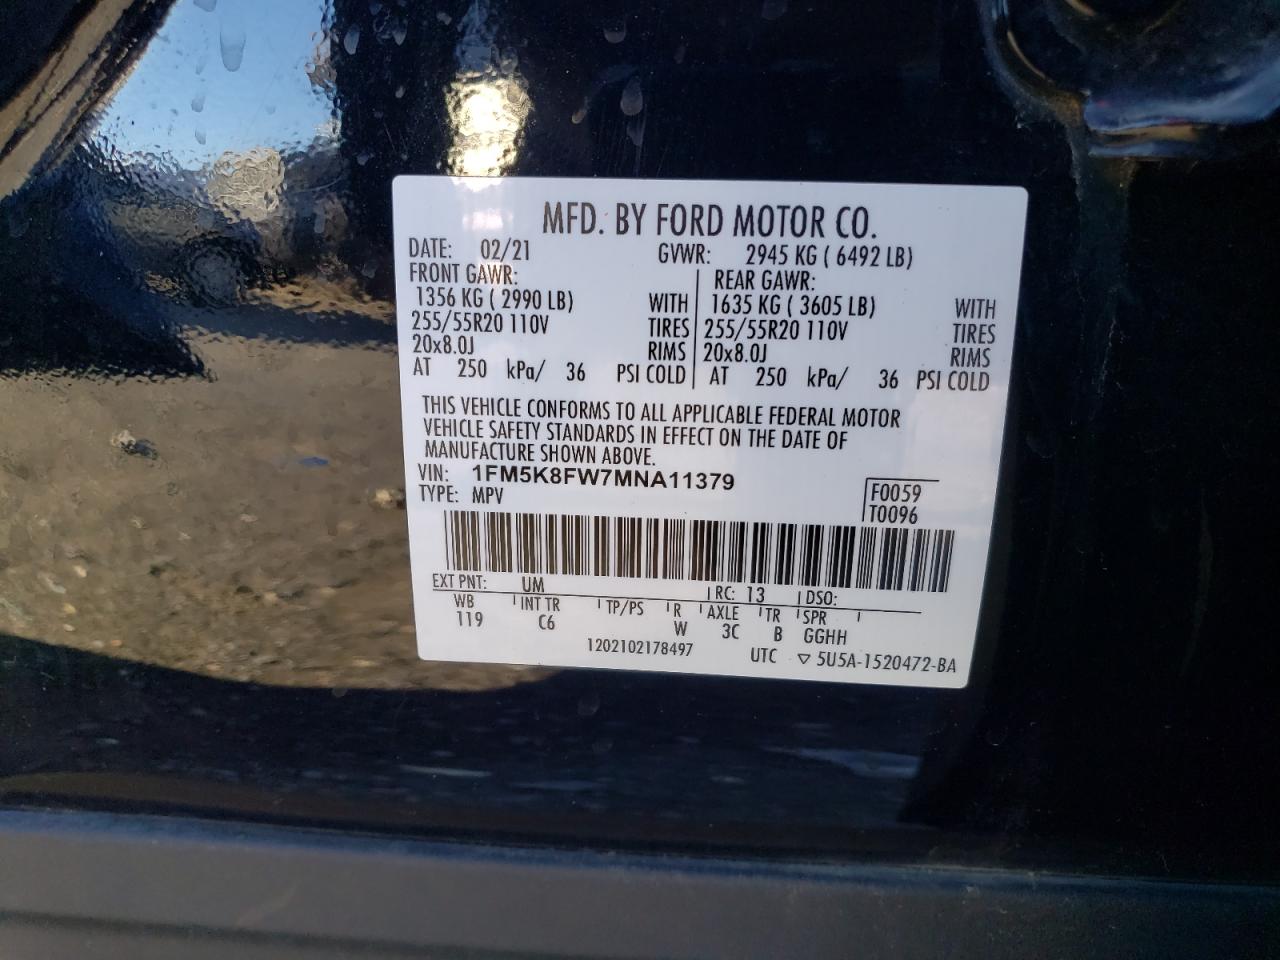 MFD. BY FORD MOTOR CO.
DATE: 02/21 GVWR: 2945 KG ( 6492 LB)
FRONT GAWR: REAR GAWR:
1356 KG ( 2990 LB) WITH 1635 KG ( 3605 LB) WITH
255/55R20 110V TIRES 255/55R20 110V TIRES
20x8.0J RIMS 20x8.0J RIMS
AT 250 kPa/ 36 PSI COLD AT 250 kPa/ 36 PSI COLD
THIS VEHICLE CONFORMS TO ALL APPLICABLE FEDERAL MOTOR
VEHICLE SAFETY STANDARDS IN EFFECT ON THE DATE OF
MANUFACTURE SHOWN ABOVE.
VIN: 1FM5K8FW7MNA11379 F0059
TYPE: MPV T0096
EXT PNT: UM RC: 13 DSO:
WB INT TR TP/PS R AXLE TR SPR
119 C6 W 3C B GGHH
1202102178497 UTC ▽ 5U5A-1520472-BA